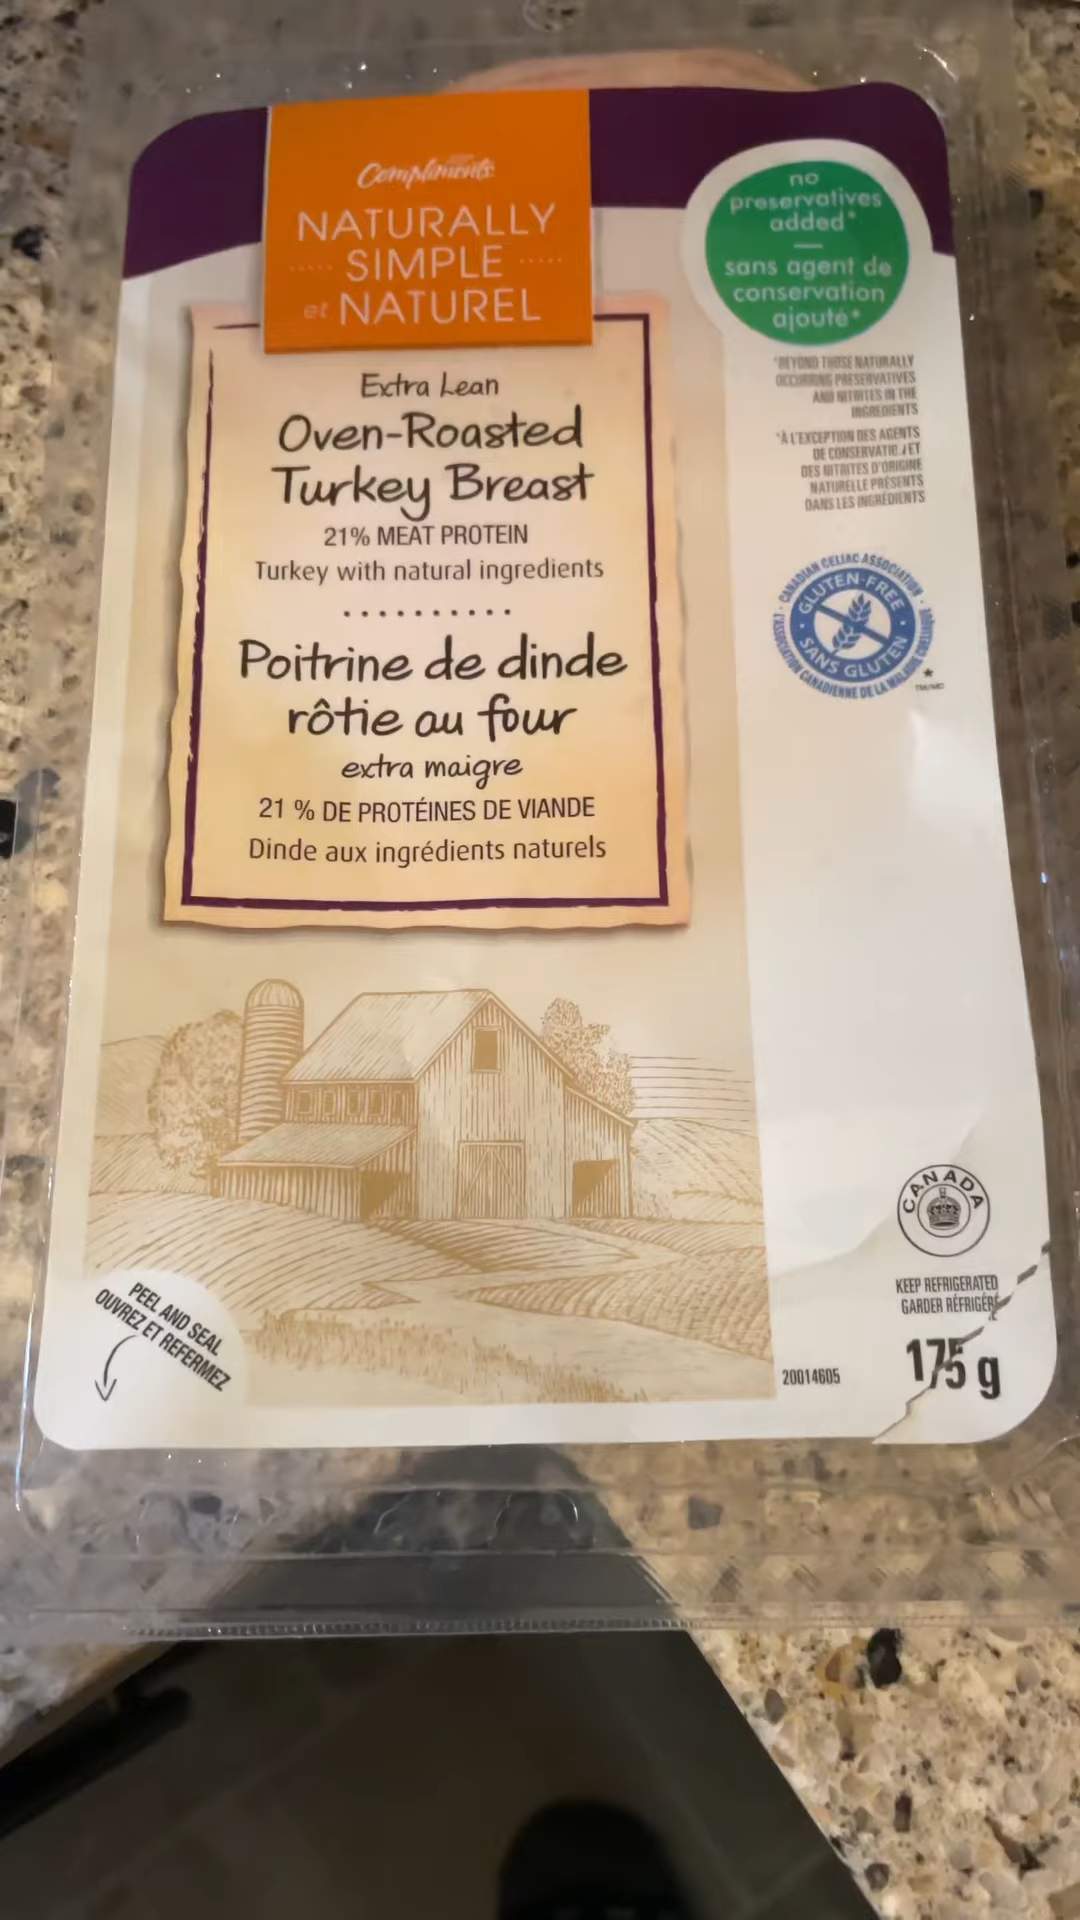 Compliments
NATURALLY
SIMPLE
et NATUREL
no
preservatives
added*
sans agent de
conservation
ajouté*
*BEYOND THOSE NATURALLY
OCCURRING PRESERVATIVES
AND NITRITES IN THE
INGREDIENTS
*À L'EXCEPTION DES AGENTS
DE CONSERVATION ET
DES NITRITES D'ORIGINE
NATURELLE PRÉSENTS
DANS LES INGRÉDIENTS
Extra Lean
Oven-Roasted
Turkey Breast
21% MEAT PROTEIN
Turkey with natural ingredients
Poitrine de dinde
rôtie au four
extra maigre
21 % DE PROTÉINES DE VIANDE
Dinde aux ingrédients naturels
CANADIAN CELIAC ASSOCIATION
L'ASSOCIATION CANADIENNE DE LA MALADIE COELIAQUE
GLUTEN-FREE
SANS GLUTEN
TM/MC
CANADA
KEEP REFRIGERATED
GARDER RÉFRIGÉRÉ
175 g
20014605
PEEL AND SEAL
OUVREZ ET REFERMEZ